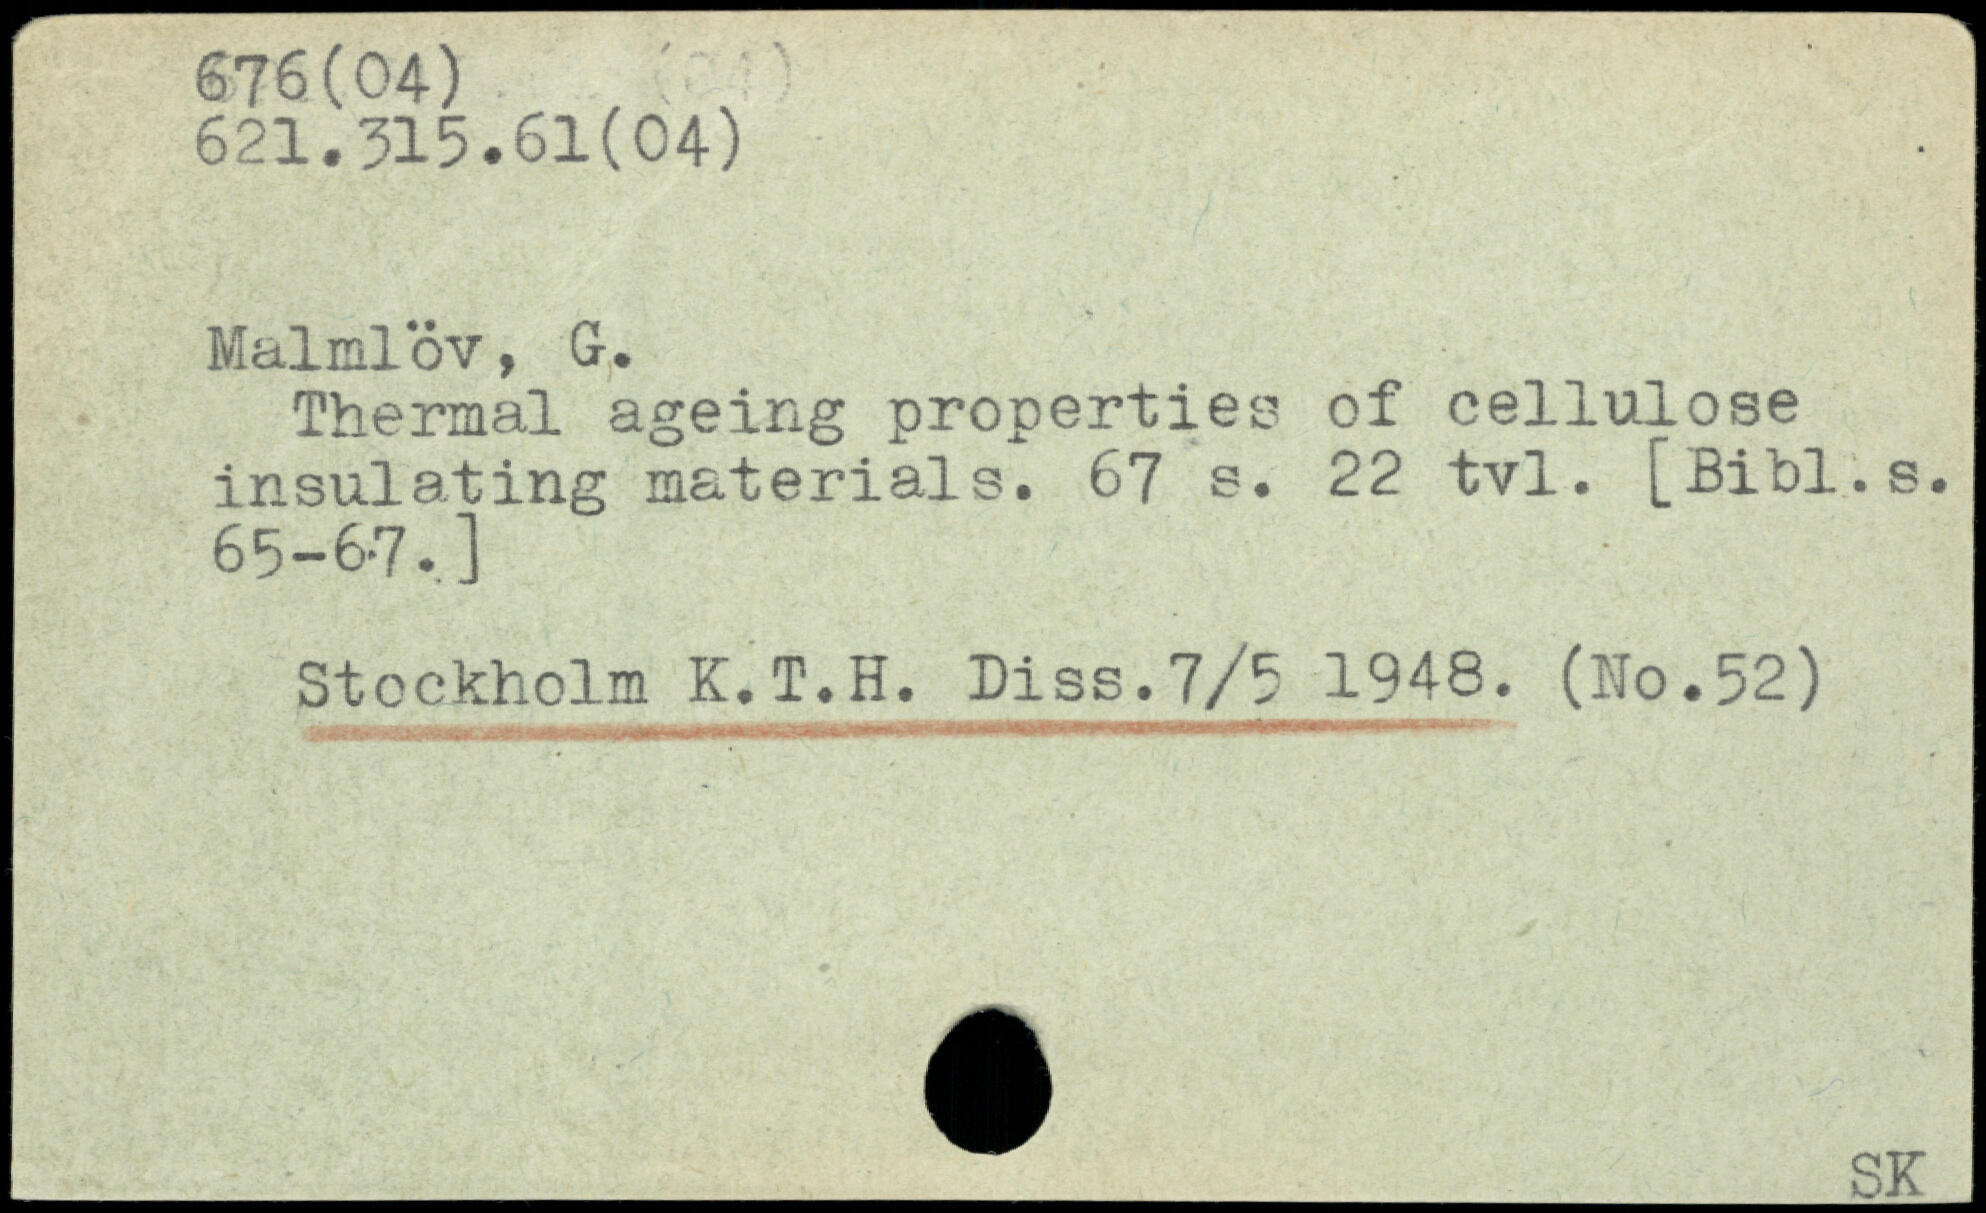 676(04)
621.315.61(04)
Malmlöv, G.
Thermal ageing properties of cellulose
insulating materials. 67 s. 22 tvl. [Bibl.s.
65-67.]
Stockholm K.T.H. Diss.7/5 1948. (No.52)
SK